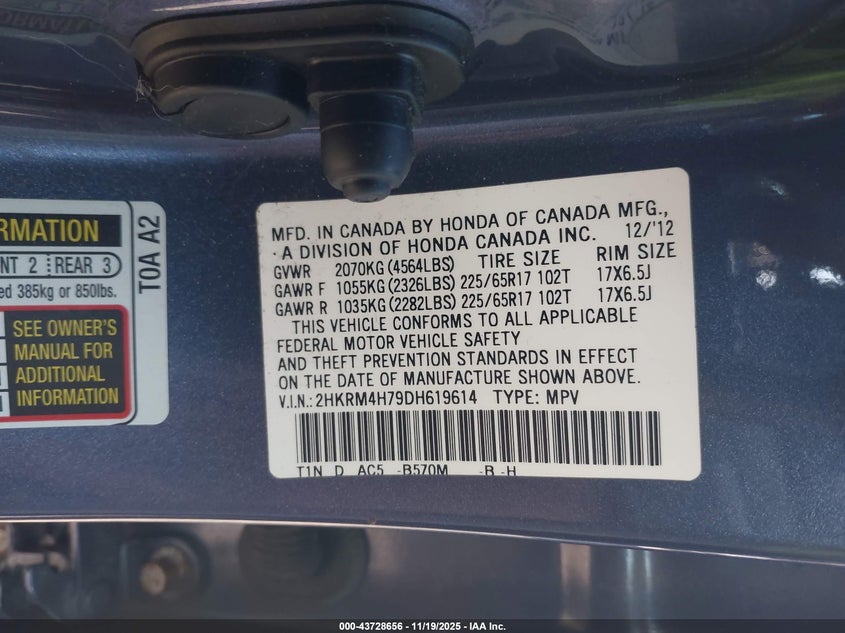 RMATION
NT 2 REAR 3
ed 385kg or 850lbs.
SEE OWNER'S
MANUAL FOR
ADDITIONAL
INFORMATION
T0A A2
MFD. IN CANADA BY HONDA OF CANADA MFG.,
A DIVISION OF HONDA CANADA INC. 12/'12
GVWR 2070KG (4564LBS) TIRE SIZE RIM SIZE
GAWR F 1055KG (2326LBS) 225/65R17 102T 17X6.5J
GAWR R 1035KG (2282LBS) 225/65R17 102T 17X6.5J
THIS VEHICLE CONFORMS TO ALL APPLICABLE
FEDERAL MOTOR VEHICLE SAFETY
AND THEFT PREVENTION STANDARDS IN EFFECT
ON THE DATE OF MANUFACTURE SHOWN ABOVE.
V.I.N.: 2HKRM4H79DH619614 TYPE: MPV
T1N D AC5 -B570M -B -H
000-43728656 - 11/19/2025 - IAA Inc.